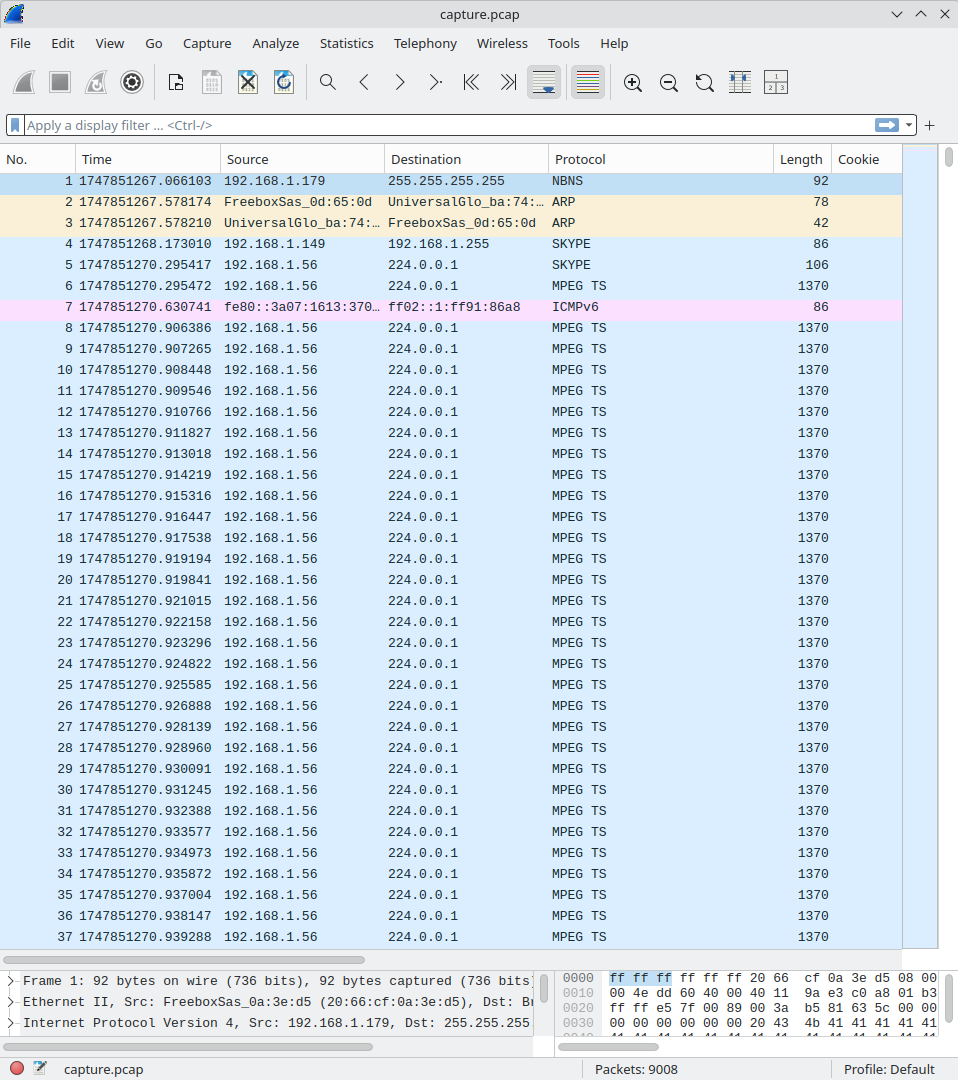 capture.pcap
File Edit View Go Capture Analyze Statistics Telephony Wireless Tools Help
Apply a display filter … <Ctrl-/>
No. Time Source Destination Protocol Length Cookie
1 1747851267.066103 192.168.1.179 255.255.255.255 NBNS 92
2 1747851267.578174 FreeboxSas_0d:65:0d UniversalGlo_ba:74:… ARP 78
3 1747851267.578210 UniversalGlo_ba:74:… FreeboxSas_0d:65:0d ARP 42
4 1747851268.173010 192.168.1.149 192.168.1.255 SKYPE 86
5 1747851270.295417 192.168.1.56 224.0.0.1 SKYPE 106
6 1747851270.295472 192.168.1.56 224.0.0.1 MPEG TS 1370
7 1747851270.630741 fe80::3a07:1613:370… ff02::1:ff91:86a8 ICMPv6 86
8 1747851270.906386 192.168.1.56 224.0.0.1 MPEG TS 1370
9 1747851270.907265 192.168.1.56 224.0.0.1 MPEG TS 1370
10 1747851270.908448 192.168.1.56 224.0.0.1 MPEG TS 1370
11 1747851270.909546 192.168.1.56 224.0.0.1 MPEG TS 1370
12 1747851270.910766 192.168.1.56 224.0.0.1 MPEG TS 1370
13 1747851270.911827 192.168.1.56 224.0.0.1 MPEG TS 1370
14 1747851270.913018 192.168.1.56 224.0.0.1 MPEG TS 1370
15 1747851270.914219 192.168.1.56 224.0.0.1 MPEG TS 1370
16 1747851270.915316 192.168.1.56 224.0.0.1 MPEG TS 1370
17 1747851270.916447 192.168.1.56 224.0.0.1 MPEG TS 1370
18 1747851270.917538 192.168.1.56 224.0.0.1 MPEG TS 1370
19 1747851270.919194 192.168.1.56 224.0.0.1 MPEG TS 1370
20 1747851270.919841 192.168.1.56 224.0.0.1 MPEG TS 1370
21 1747851270.921015 192.168.1.56 224.0.0.1 MPEG TS 1370
22 1747851270.922158 192.168.1.56 224.0.0.1 MPEG TS 1370
23 1747851270.923296 192.168.1.56 224.0.0.1 MPEG TS 1370
24 1747851270.924822 192.168.1.56 224.0.0.1 MPEG TS 1370
25 1747851270.925585 192.168.1.56 224.0.0.1 MPEG TS 1370
26 1747851270.926888 192.168.1.56 224.0.0.1 MPEG TS 1370
27 1747851270.928139 192.168.1.56 224.0.0.1 MPEG TS 1370
28 1747851270.928960 192.168.1.56 224.0.0.1 MPEG TS 1370
29 1747851270.930091 192.168.1.56 224.0.0.1 MPEG TS 1370
30 1747851270.931245 192.168.1.56 224.0.0.1 MPEG TS 1370
31 1747851270.932388 192.168.1.56 224.0.0.1 MPEG TS 1370
32 1747851270.933577 192.168.1.56 224.0.0.1 MPEG TS 1370
33 1747851270.934973 192.168.1.56 224.0.0.1 MPEG TS 1370
34 1747851270.935872 192.168.1.56 224.0.0.1 MPEG TS 1370
35 1747851270.937004 192.168.1.56 224.0.0.1 MPEG TS 1370
36 1747851270.938147 192.168.1.56 224.0.0.1 MPEG TS 1370
37 1747851270.939288 192.168.1.56 224.0.0.1 MPEG TS 1370
Frame 1: 92 bytes on wire (736 bits), 92 bytes captured (736 bits
Ethernet II, Src: FreeboxSas_0a:3e:d5 (20:66:cf:0a:3e:d5), Dst: Br
Internet Protocol Version 4, Src: 192.168.1.179, Dst: 255.255.255
0000 ff ff ff ff ff ff 20 66 cf 0a 3e d5 08 00
0010 00 4e dd 60 40 00 40 11 9a e3 c0 a8 01 b3
0020 ff ff e5 7f 00 89 00 3a b5 81 63 5c 00 00
0030 00 00 00 00 00 00 20 43 4b 41 41 41 41 41
capture.pcap
Packets: 9008
Profile: Default